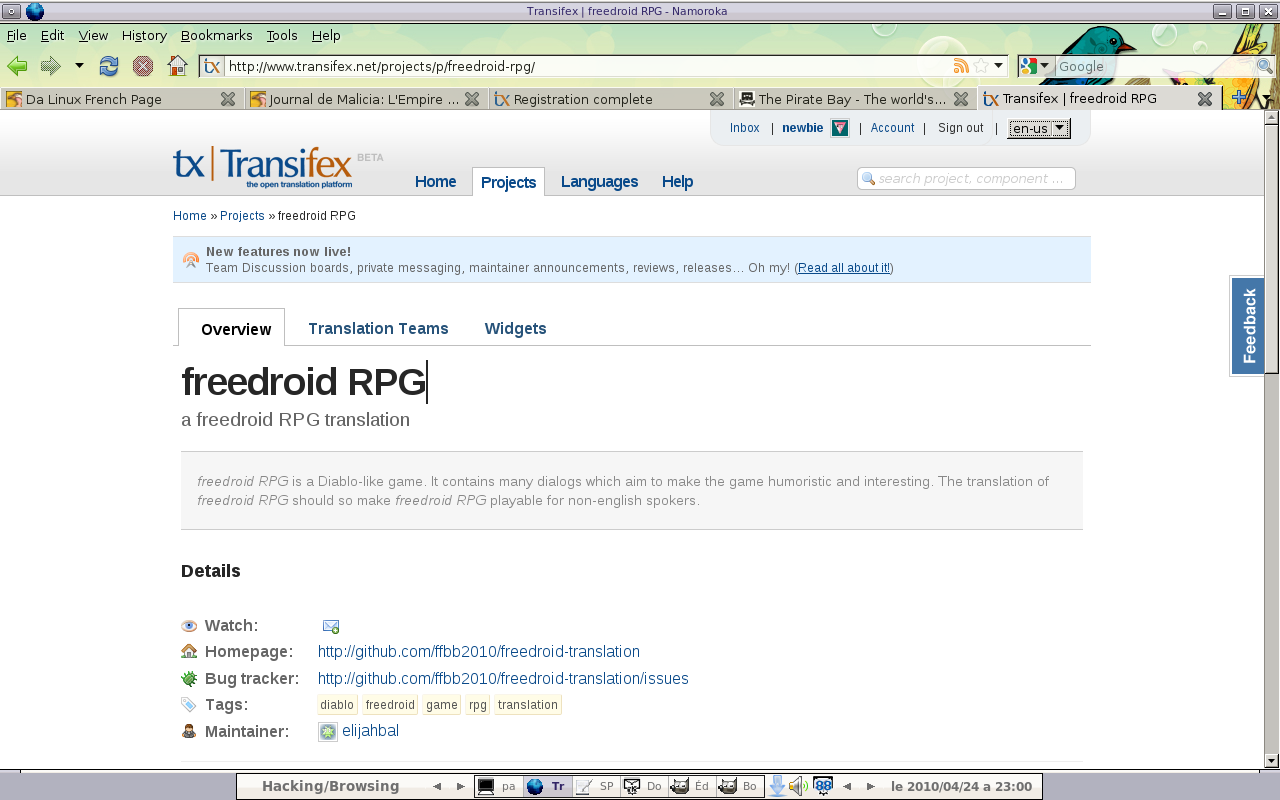 Transifex | freedroid RPG - Namoroka
File Edit View History Bookmarks Tools Help
http://www.transifex.net/projects/p/freedroid-rpg/
Google
Da Linux French Page
Journal de Malicia: L'Empire ...
Registration complete
The Pirate Bay - The world's...
Transifex | freedroid RPG
Inbox | newbie | Account | Sign out | en-us
tx | Transifex BETA
the open translation platform
Home Projects Languages Help
search project, component ...
Home » Projects » freedroid RPG
New features now live!
Team Discussion boards, private messaging, maintainer announcements, reviews, releases... Oh my! (Read all about it!)
Feedback
Overview Translation Teams Widgets
freedroid RPG
a freedroid RPG translation
freedroid RPG is a Diablo-like game. It contains many dialogs which aim to make the game humoristic and interesting. The translation of
freedroid RPG should so make freedroid RPG playable for non-english spokers.
Details
Watch:
Homepage: http://github.com/ffbb2010/freedroid-translation
Bug tracker: http://github.com/ffbb2010/freedroid-translation/issues
Tags: diablo freedroid game rpg translation
Maintainer: elijahbal
Hacking/Browsing pa Tr SP Do Éd Bo 88 le 2010/04/24 a 23:00